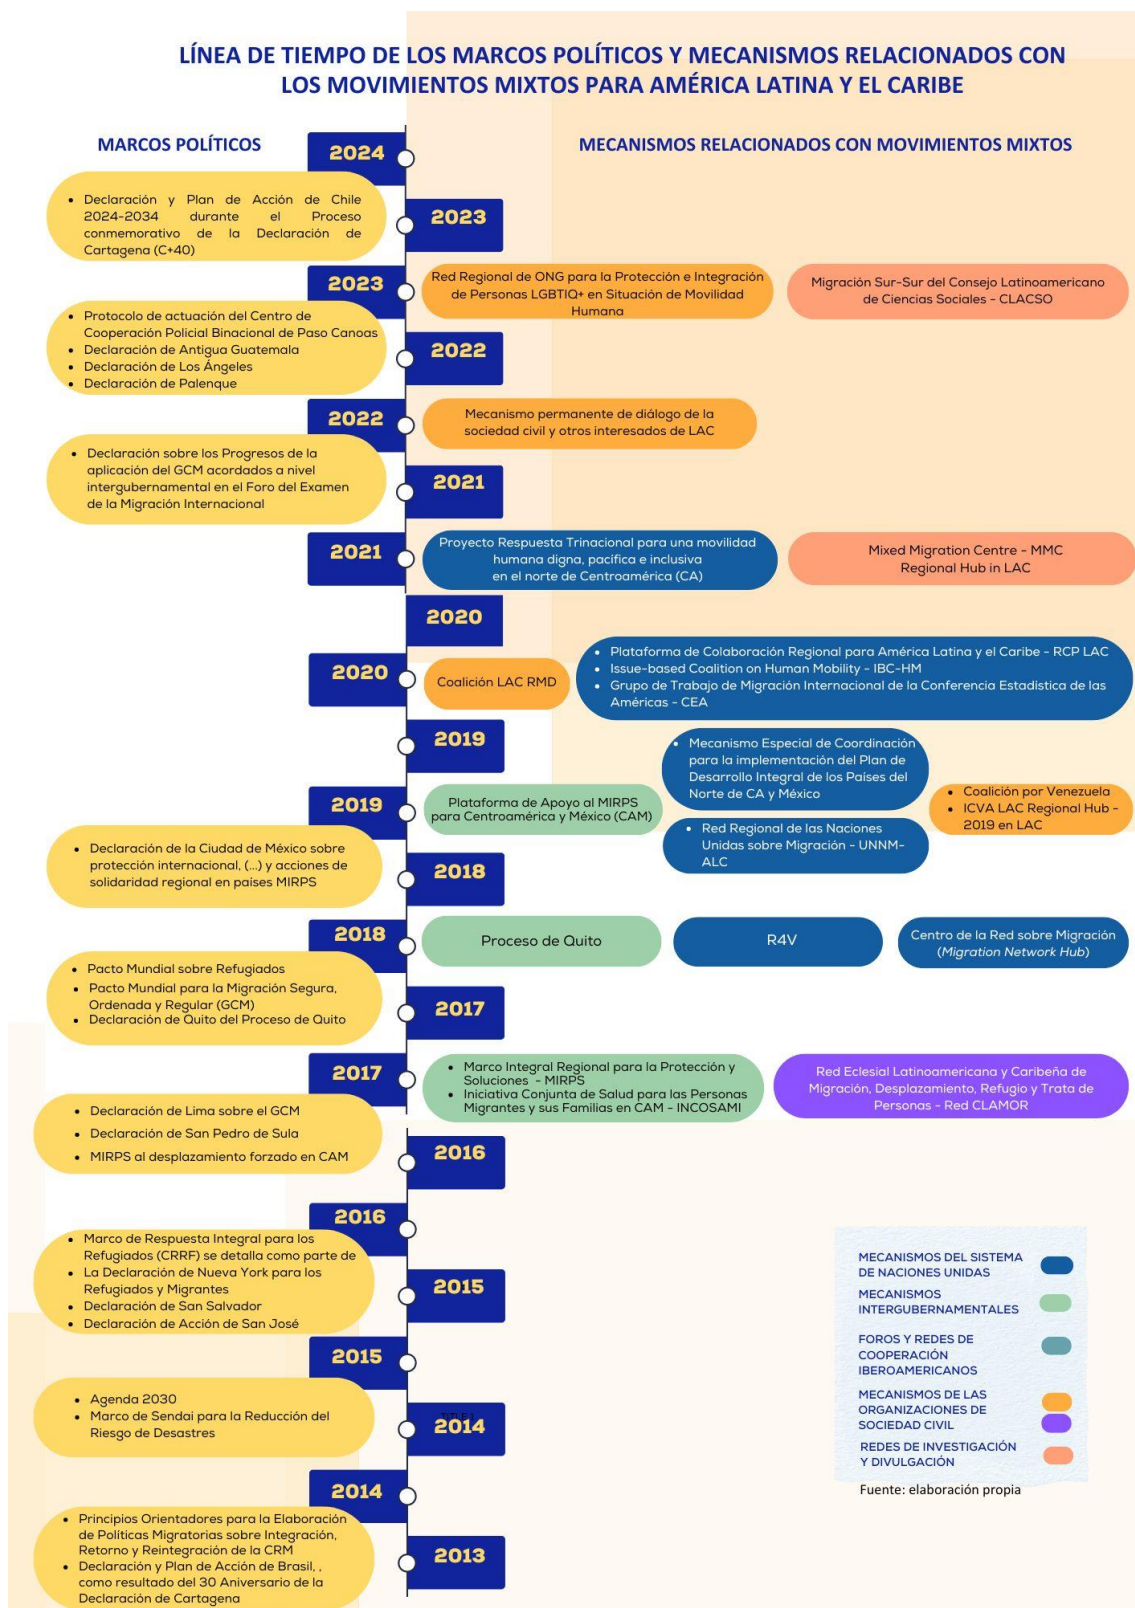 LÍNEA DE TIEMPO DE LOS MARCOS POLÍTICOS Y MECANISMOS RELACIONADOS CON
LOS MOVIMIENTOS MIXTOS PARA AMÉRICA LATINA Y EL CARIBE
MARCOS POLÍTICOS
MECANISMOS RELACIONADOS CON MOVIMIENTOS MIXTOS
2024
• Declaración y Plan de Acción de Chile
2024-2034 durante el Proceso
conmemorativo de la Declaración de
Cartagena (C+40)
2023
2023
Red Regional de ONG para la Protección e Integración
de Personas LGBTIQ+ en Situación de Movilidad
Humana
Migración Sur-Sur del Consejo Latinoamericano
de Ciencias Sociales - CLACSO
• Protocolo de actuación del Centro de
Cooperación Policial Binacional de Paso Canoas
• Declaración de Antigua Guatemala
• Declaración de Los Ángeles
• Declaración de Palenque
2022
2022
Mecanismo permanente de diálogo de la
sociedad civil y otros interesados de LAC
• Declaración sobre los Progresos de la
aplicación del GCM acordados a nivel
intergubernamental en el Foro del Examen
de la Migración Internacional
2021
2021
Proyecto Respuesta Trinacional para una movilidad
humana digna, pacífica e inclusiva
en el norte de Centroamérica (CA)
Mixed Migration Centre - MMC
Regional Hub in LAC
2020
2020
Coalición LAC RMD
• Plataforma de Colaboración Regional para América Latina y el Caribe - RCP LAC
• Issue-based Coalition on Human Mobility - IBC-HM
• Grupo de Trabajo de Migración Internacional de la Conferencia Estadística de las
Américas - CEA
2019
2019
Plataforma de Apoyo al MIRPS
para Centroamérica y México (CAM)
• Mecanismo Especial de Coordinación
para la implementación del Plan de
Desarrollo Integral de los Países del
Norte de CA y México
• Red Regional de las Naciones
Unidas sobre Migración - UNNM-
ALC
• Coalición por Venezuela
• ICVA LAC Regional Hub -
2019 en LAC
• Declaración de la Ciudad de México sobre
protección internacional, (...) y acciones de
solidaridad regional en países MIRPS
2018
2018
Proceso de Quito
R4V
Centro de la Red sobre Migración
(Migration Network Hub)
• Pacto Mundial sobre Refugiados
• Pacto Mundial para la Migración Segura,
Ordenada y Regular (GCM)
• Declaración de Quito del Proceso de Quito
2017
2017
• Marco Integral Regional para la Protección y
Soluciones - MIRPS
• Iniciativa Conjunta de Salud para las Personas
Migrantes y sus Familias en CAM - INCOSAMI
Red Eclesial Latinoamericana y Caribeña de
Migración, Desplazamiento, Refugio y Trata de
Personas - Red CLAMOR
• Declaración de Lima sobre el GCM
• Declaración de San Pedro de Sula
• MIRPS al desplazamiento forzado en CAM
2016
2016
• Marco de Respuesta Integral para los
Refugiados (CRRF) se detalla como parte de
• La Declaración de Nueva York para los
Refugiados y Migrantes
• Declaración de San Salvador
• Declaración de Acción de San José
2015
2015
• Agenda 2030
• Marco de Sendai para la Reducción del
Riesgo de Desastres
2014
2014
• Principios Orientadores para la Elaboración
de Políticas Migratorias sobre Integración,
Retorno y Reintegración de la CRM
• Declaración y Plan de Acción de Brasil, ,
como resultado del 30 Aniversario de la
Declaración de Cartagena
2013
MECANISMOS DEL SISTEMA
DE NACIONES UNIDAS
MECANISMOS
INTERGUBERNAMENTALES
FOROS Y REDES DE
COOPERACIÓN
IBEROAMERICANOS
MECANISMOS DE LAS
ORGANIZACIONES DE
SOCIEDAD CIVIL
REDES DE INVESTIGACIÓN
Y DIVULGACIÓN
Fuente: elaboración propia